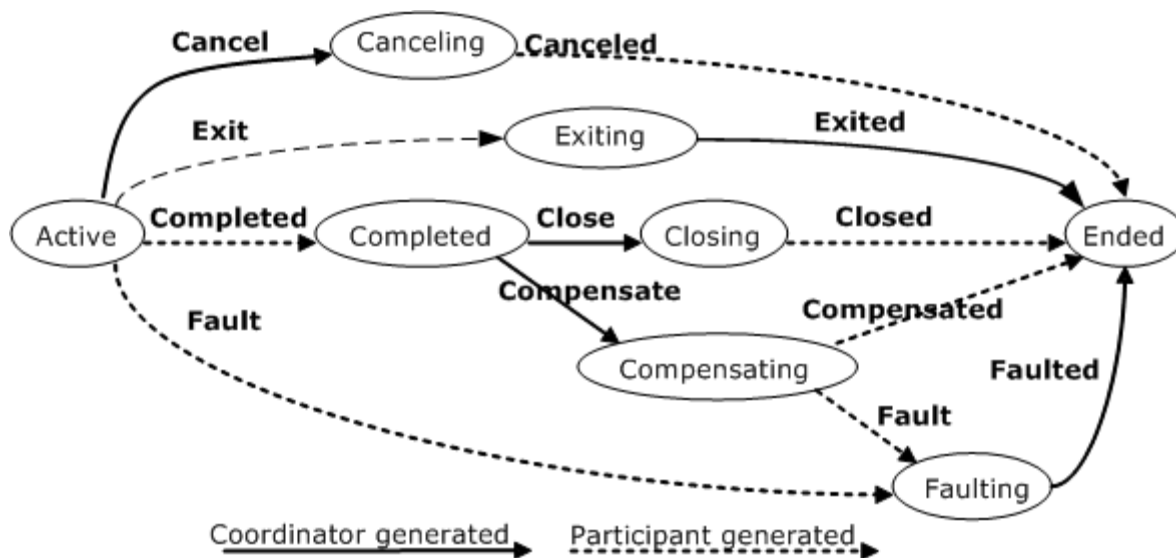 Cancel
Canceling
Canceled
Exit
Exiting
Exited
Active
Completed
Completed
Close
Closing
Closed
Ended
Compensate
Compensated
Fault
Compensating
Faulted
Fault
Faulting
Coordinator generated
Participant generated